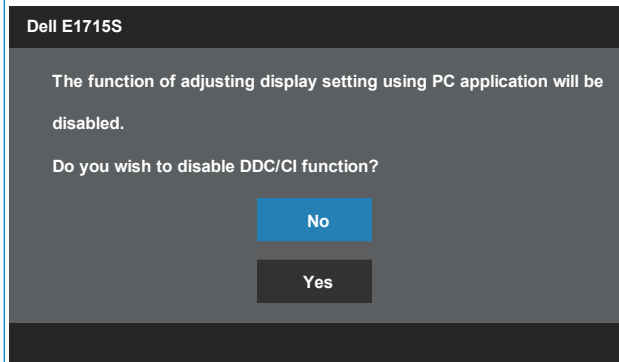 Dell E1715S
The function of adjusting display setting using PC application will be
disabled.
Do you wish to disable DDC/CI function?
No
Yes